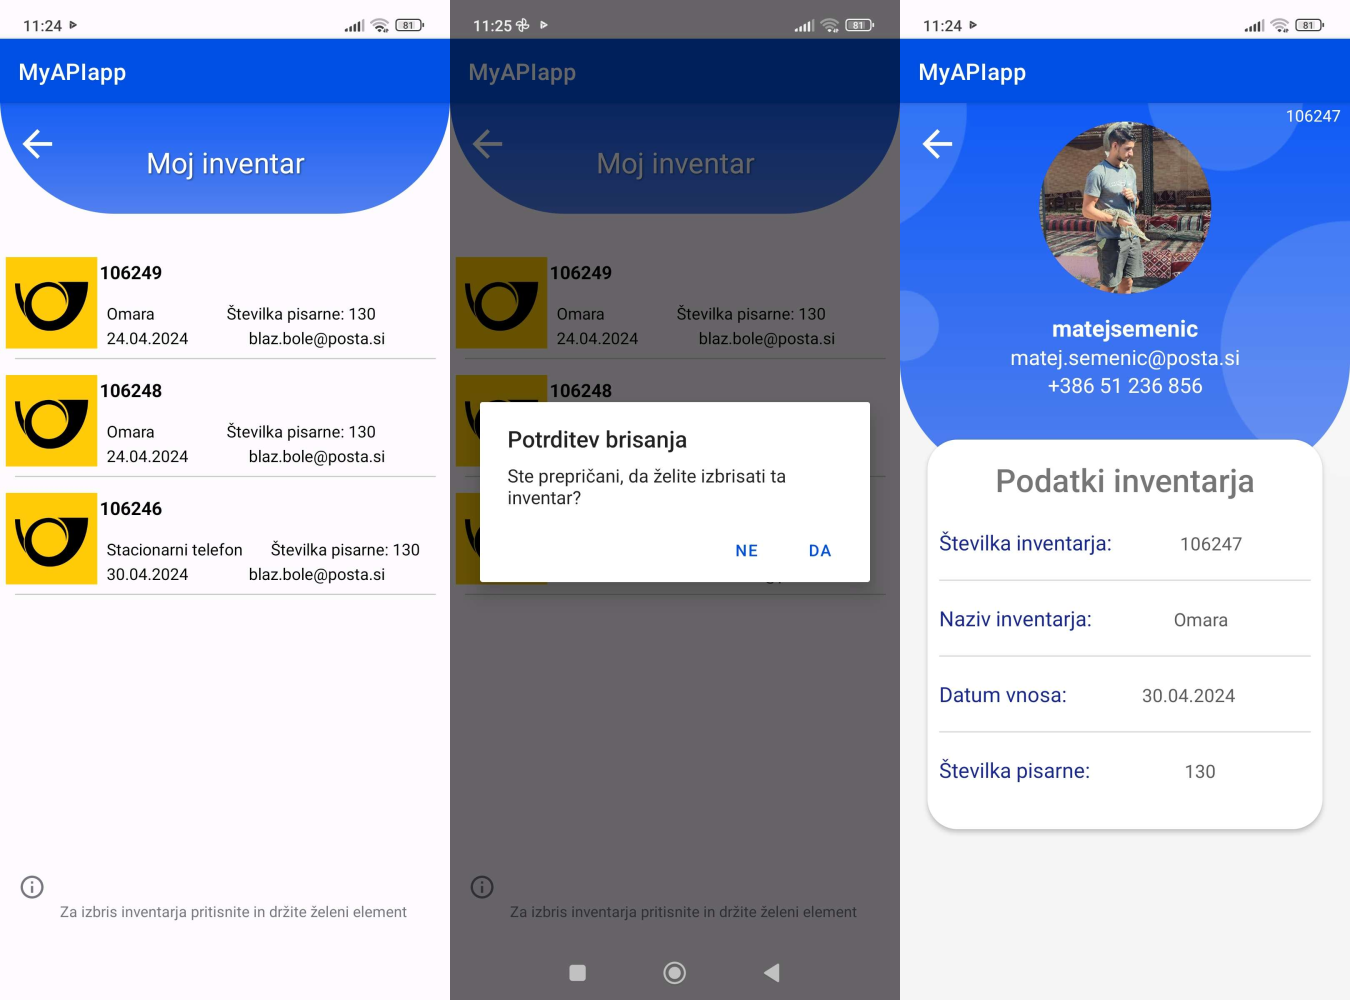 11:24
81
MyAPIapp
Moj inventar
106249
Omara Številka pisarne: 130
24.04.2024 blaz.bole@posta.si
106248
Omara Številka pisarne: 130
24.04.2024 blaz.bole@posta.si
106246
Stacionarni telefon Številka pisarne: 130
30.04.2024 blaz.bole@posta.si
Za izbris inventarja pritisnite in držite želeni element
11:25
81
MyAPIapp
Moj inventar
106249
Omara Številka pisarne: 130
24.04.2024 blaz.bole@posta.si
106248
Potrditev brisanja
Ste prepričani, da želite izbrisati ta
inventar?
NE DA
Za izbris inventarja pritisnite in držite želeni element
11:24
81
MyAPIapp
106247
matejsemenic
matej.semenic@posta.si
+386 51 236 856
Podatki inventarja
Številka inventarja: 106247
Naziv inventarja: Omara
Datum vnosa: 30.04.2024
Številka pisarne: 130